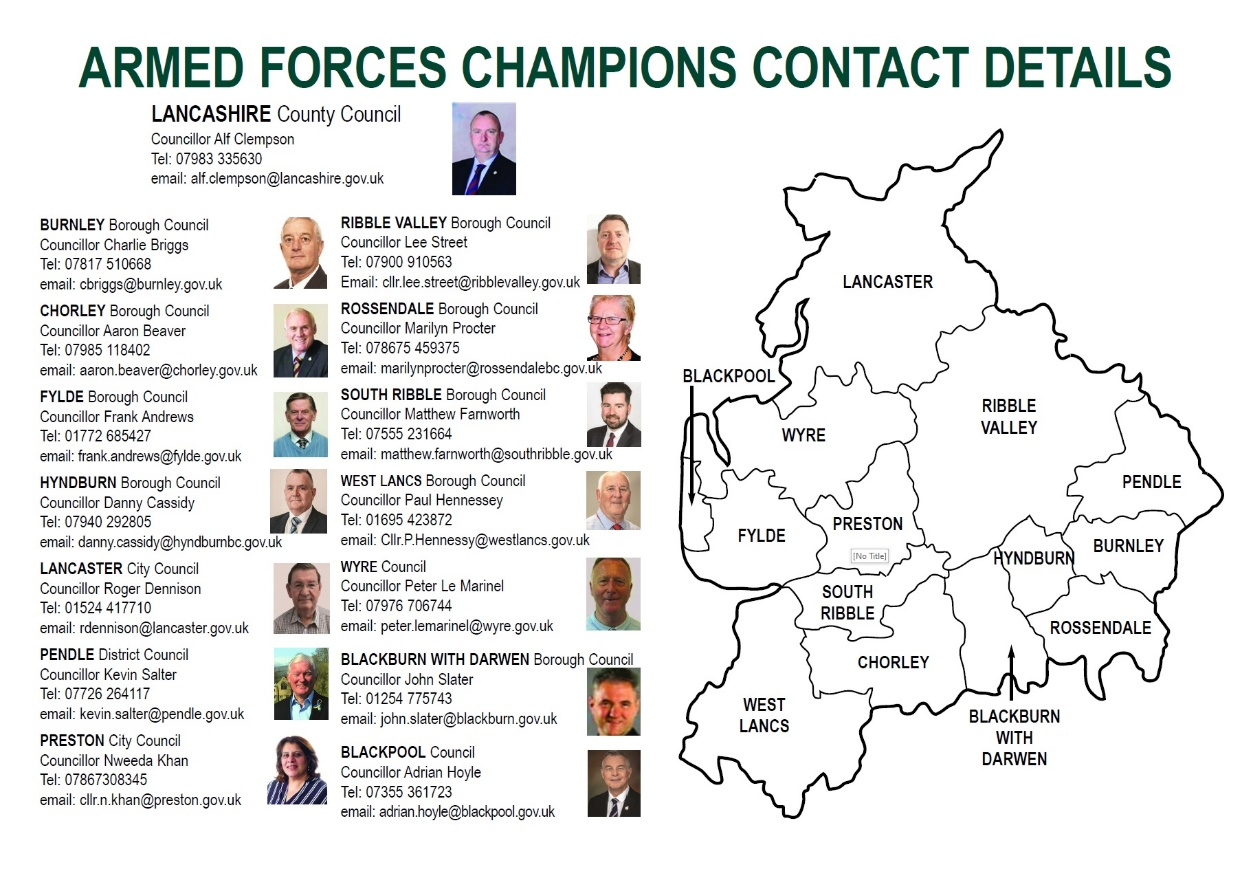 ARMED FORCES CHAMPIONS CONTACT DETAILS
LANCASHIRE County Council
Councillor Alf Clempson
Tel: 07983 335630
email: alf.clempson@lancashire.gov.uk
BURNLEY Borough Council
Councillor Charlie Briggs
Tel: 07817 510668
email: cbriggs@burnley.gov.uk
CHORLEY Borough Council
Councillor Aaron Beaver
Tel: 07985 118402
email: aaron.beaver@chorley.gov.uk
FYLDE Borough Council
Councillor Frank Andrews
Tel: 01772 685427
email: frank.andrews@fylde.gov.uk
HYNDBURN Borough Council
Councillor Danny Cassidy
Tel: 07940 292805
email: danny.cassidy@hyndburnbc.gov.uk
LANCASTER City Council
Councillor Roger Dennison
Tel: 01524 417710
email: rdennison@lancaster.gov.uk
PENDLE District Council
Councillor Kevin Salter
Tel: 07726 264117
email: kevin.salter@pendle.gov.uk
PRESTON City Council
Councillor Nweeda Khan
Tel: 07867308345
email: cllr.n.khan@preston.gov.uk
RIBBLE VALLEY Borough Council
Councillor Lee Street
Tel: 07900 910563
Email: cllr.lee.street@ribblevalley.gov.uk
ROSSENDALE Borough Council
Councillor Marilyn Procter
Tel: 078675 459375
email: marilynprocter@rossendalebc.gov.uk
SOUTH RIBBLE Borough Council
Councillor Matthew Farnworth
Tel: 07555 231664
email: matthew.farnworth@southribble.gov.uk
WEST LANCS Borough Council
Councillor Paul Hennessey
Tel: 01695 423872
email: Cllr.P.Hennessy@westlancs.gov.uk
WYRE Council
Councillor Peter Le Marinel
Tel: 07976 706744
email: peter.lemarinel@wyre.gov.uk
BLACKBURN WITH DARWEN Borough Council
Councillor John Slater
Tel: 01254 775743
email: john.slater@blackburn.gov.uk
BLACKPOOL Council
Councillor Adrian Hoyle
Tel: 07355 361723
email: adrian.hoyle@blackpool.gov.uk
LANCASTER
BLACKPOOL
WYRE
RIBBLE
VALLEY
PENDLE
FYLDE
PRESTON
[No Title]
HYNDBURN
BURNLEY
SOUTH
RIBBLE
ROSSENDALE
CHORLEY
WEST
LANCS
BLACKBURN
WITH
DARWEN